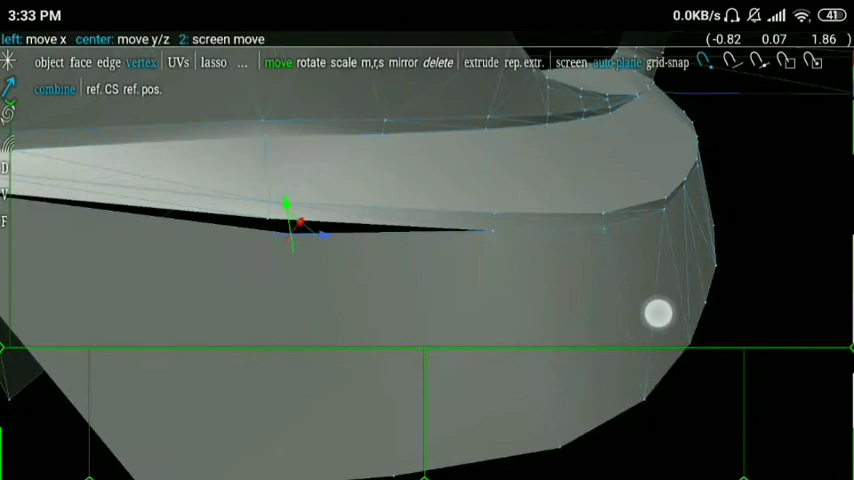 3:33 PM 0.0KB/s 41
left: move x center: move y/z 2: screen move (-0.82 0.07 1.86)
object face edge vertex UVs lasso ... move rotate scale m,r,s mirror delete extrude rep.extr. screen auto-plane grid-snap
combine ref. CS ref. pos.
D
V
F